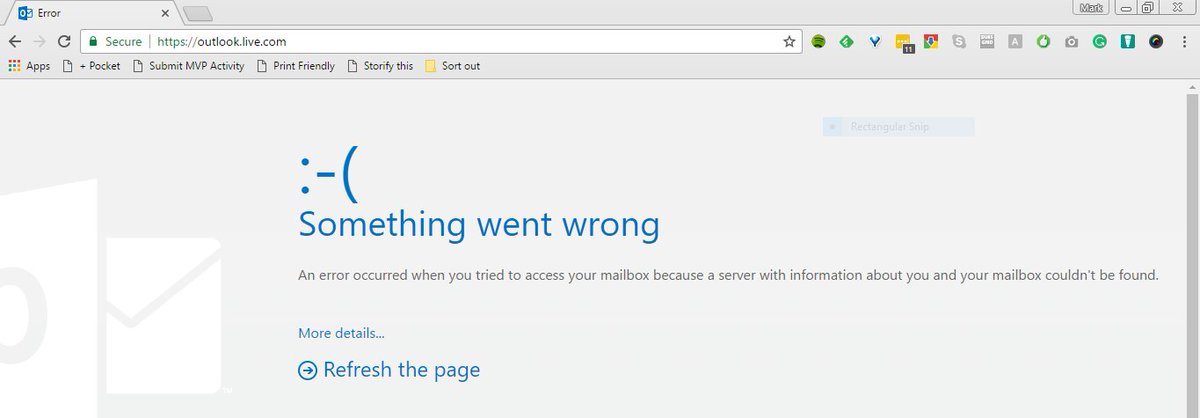 Error
Mark
Secure https://outlook.live.com
11
Apps + Pocket Submit MVP Activity Print Friendly Storify this Sort out
Rectangular Snip
:-(
Something went wrong
An error occurred when you tried to access your mailbox because a server with information about you and your mailbox couldn't be found.
More details...
Refresh the page
TM